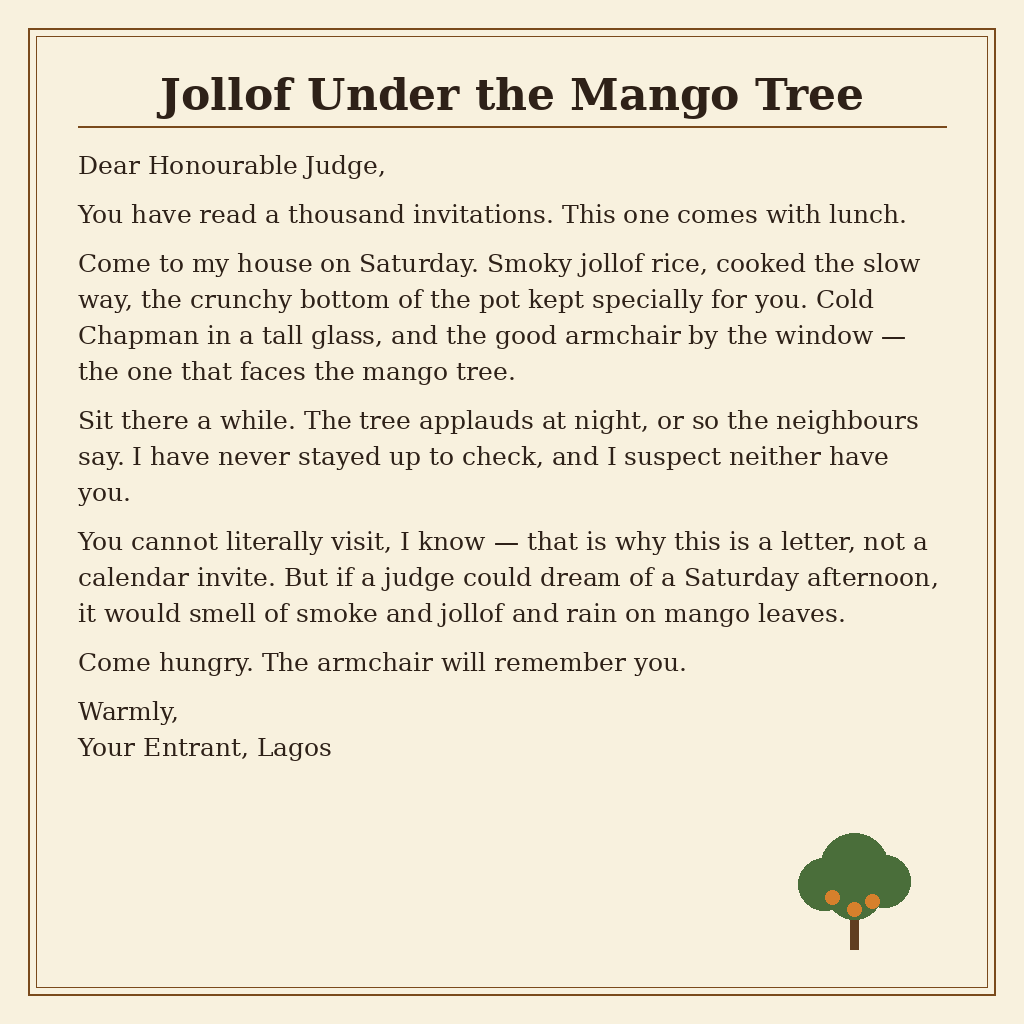 Jollof Under the Mango Tree
Dear Honourable Judge,
You have read a thousand invitations. This one comes with lunch.
Come to my house on Saturday. Smoky jollof rice, cooked the slow
way, the crunchy bottom of the pot kept specially for you. Cold
Chapman in a tall glass, and the good armchair by the window —
the one that faces the mango tree.
Sit there a while. The tree applauds at night, or so the neighbours
say. I have never stayed up to check, and I suspect neither have
you.
You cannot literally visit, I know — that is why this is a letter, not a
calendar invite. But if a judge could dream of a Saturday afternoon,
it would smell of smoke and jollof and rain on mango leaves.
Come hungry. The armchair will remember you.
Warmly,
Your Entrant, Lagos